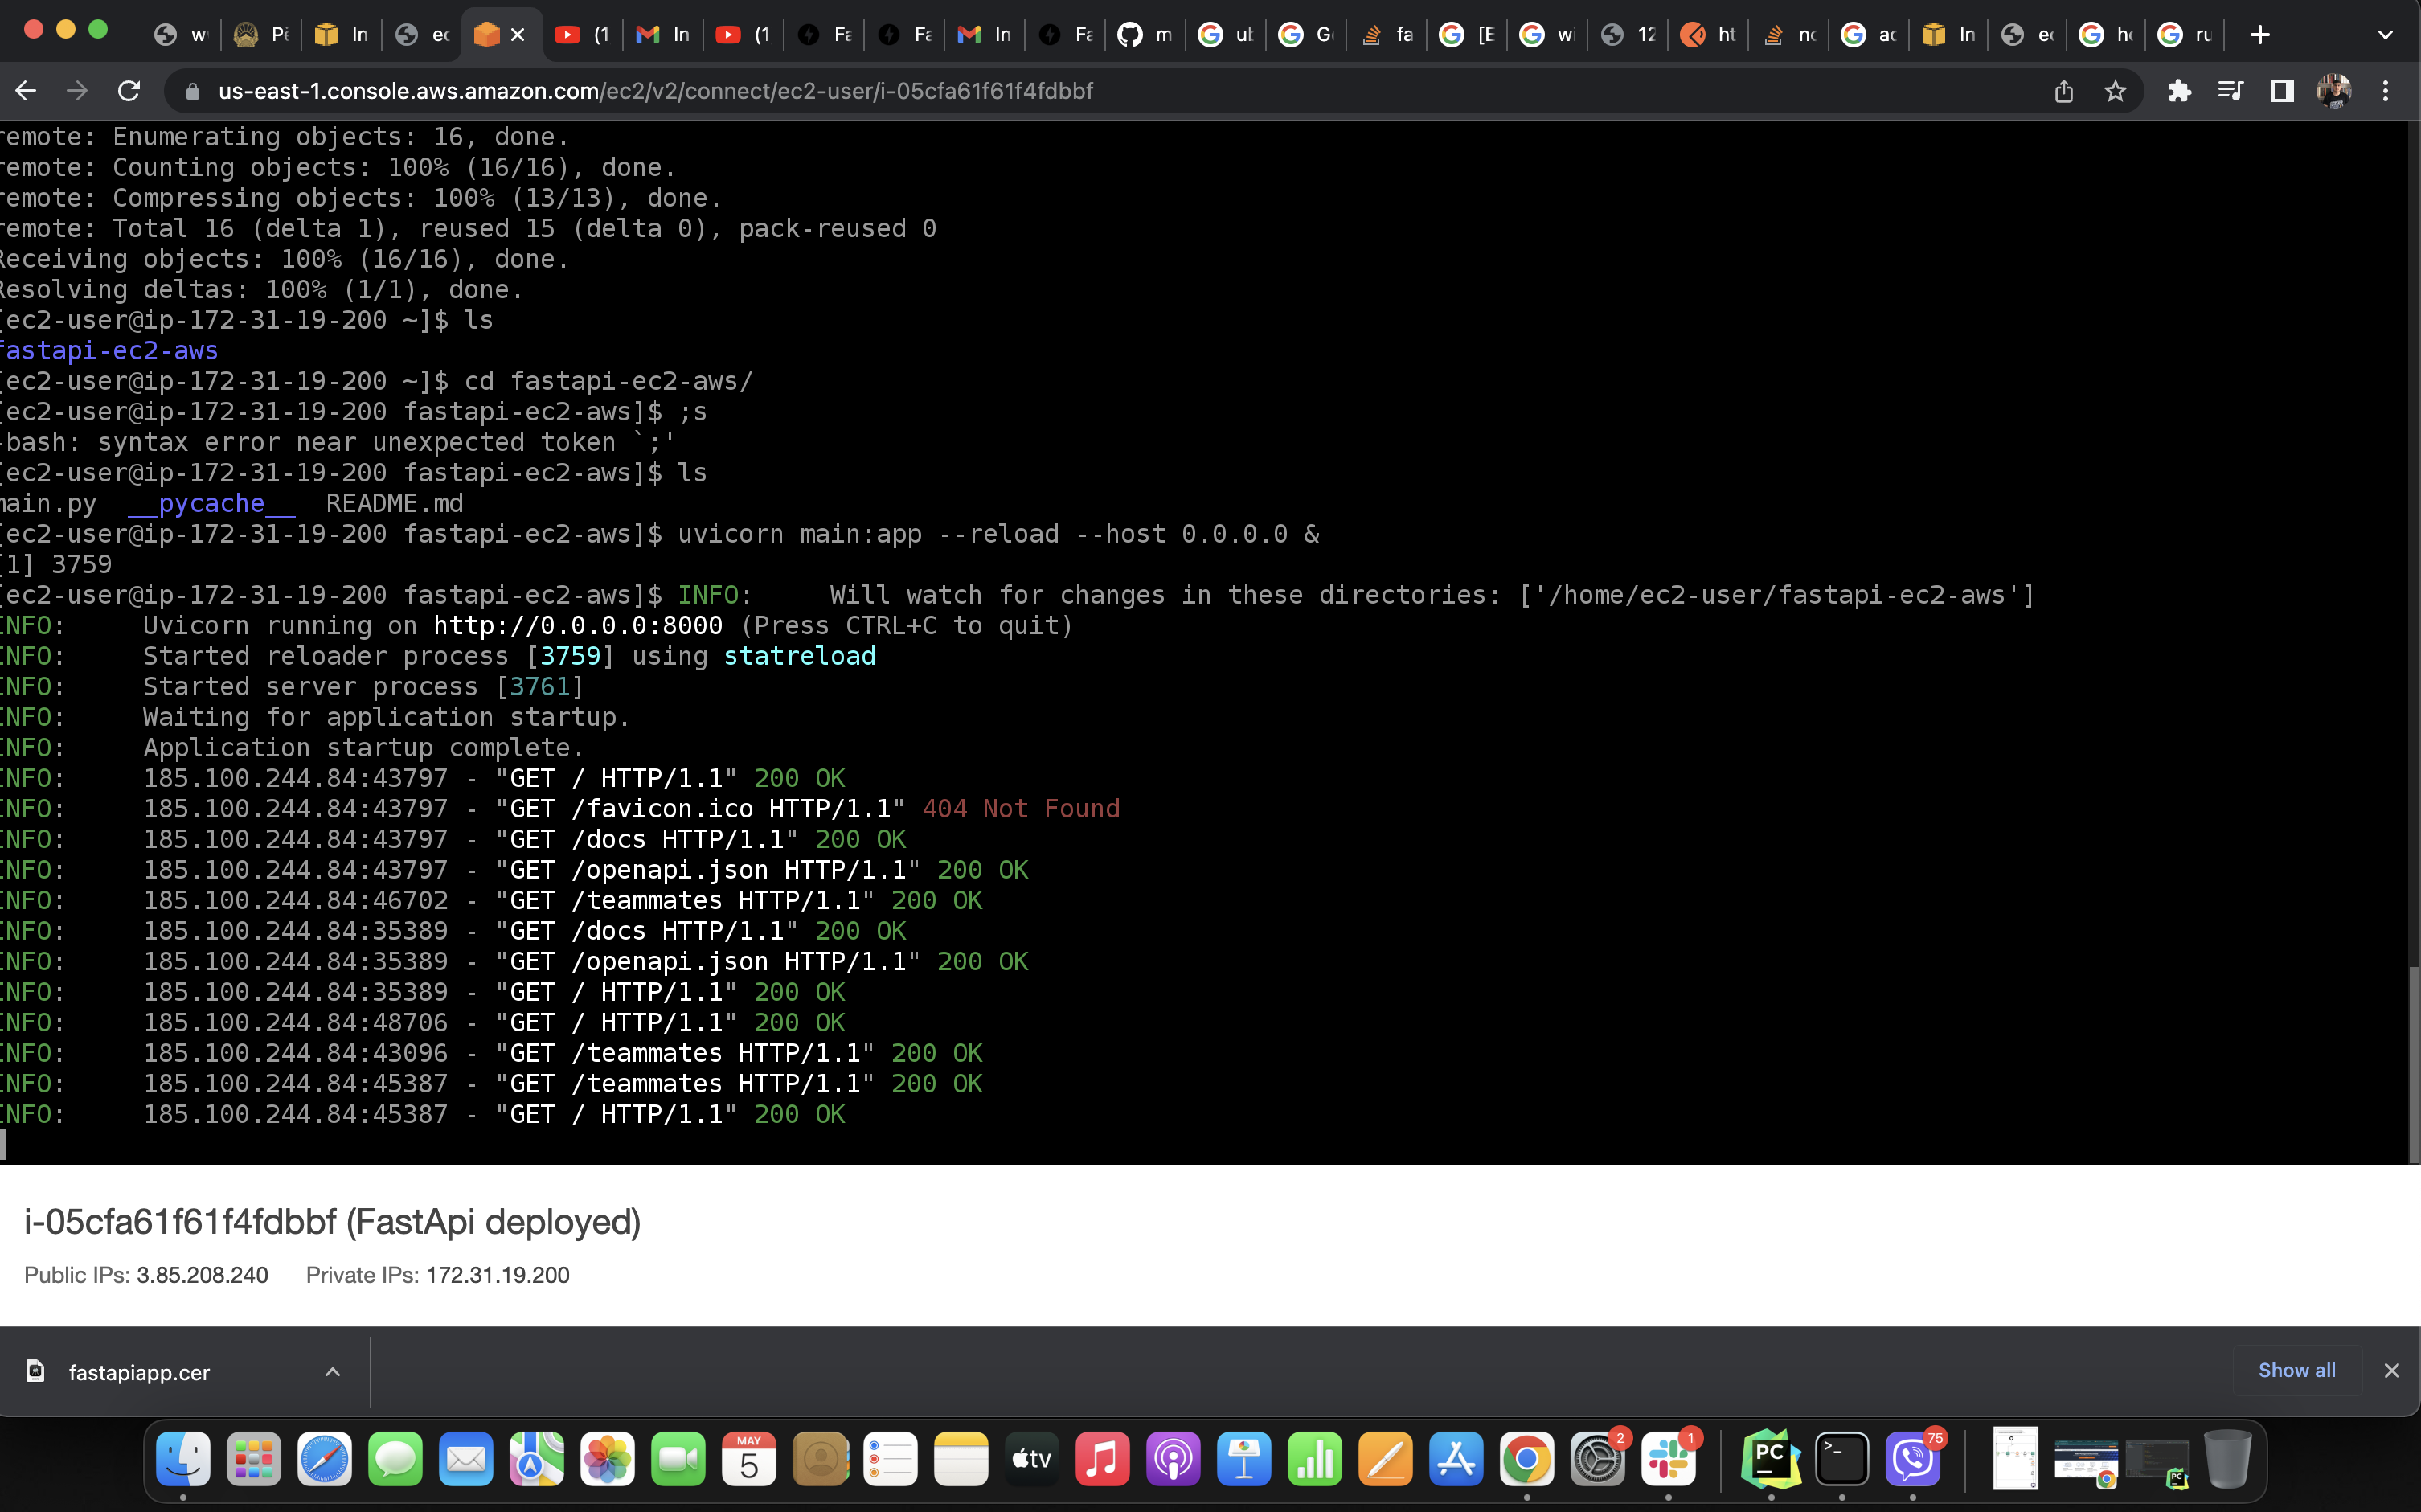 w
Pë
In
ec
(1
In
(1
Fa
Fa
In
Fa
m
ub
G
fa
[E
wi
12
ht
nc
ac
In
ec
ho
ru
us-east-1.console.aws.amazon.com/ec2/v2/connect/ec2-user/i-05cfa61f61f4fdbbf
remote: Enumerating objects: 16, done.
remote: Counting objects: 100% (16/16), done.
remote: Compressing objects: 100% (13/13), done.
remote: Total 16 (delta 1), reused 15 (delta 0), pack-reused 0
Receiving objects: 100% (16/16), done.
Resolving deltas: 100% (1/1), done.
[ec2-user@ip-172-31-19-200 ~]$ ls
fastapi-ec2-aws
[ec2-user@ip-172-31-19-200 ~]$ cd fastapi-ec2-aws/
[ec2-user@ip-172-31-19-200 fastapi-ec2-aws]$ ;s
-bash: syntax error near unexpected token `;'
[ec2-user@ip-172-31-19-200 fastapi-ec2-aws]$ ls
main.py __pycache__ README.md
[ec2-user@ip-172-31-19-200 fastapi-ec2-aws]$ uvicorn main:app --reload --host 0.0.0.0 &
[1] 3759
[ec2-user@ip-172-31-19-200 fastapi-ec2-aws]$ INFO: Will watch for changes in these directories: ['/home/ec2-user/fastapi-ec2-aws']
INFO: Uvicorn running on http://0.0.0.0:8000 (Press CTRL+C to quit)
INFO: Started reloader process [3759] using statreload
INFO: Started server process [3761]
INFO: Waiting for application startup.
INFO: Application startup complete.
INFO: 185.100.244.84:43797 - "GET / HTTP/1.1" 200 OK
INFO: 185.100.244.84:43797 - "GET /favicon.ico HTTP/1.1" 404 Not Found
INFO: 185.100.244.84:43797 - "GET /docs HTTP/1.1" 200 OK
INFO: 185.100.244.84:43797 - "GET /openapi.json HTTP/1.1" 200 OK
INFO: 185.100.244.84:46702 - "GET /teammates HTTP/1.1" 200 OK
INFO: 185.100.244.84:35389 - "GET /docs HTTP/1.1" 200 OK
INFO: 185.100.244.84:35389 - "GET /openapi.json HTTP/1.1" 200 OK
INFO: 185.100.244.84:35389 - "GET / HTTP/1.1" 200 OK
INFO: 185.100.244.84:48706 - "GET / HTTP/1.1" 200 OK
INFO: 185.100.244.84:43096 - "GET /teammates HTTP/1.1" 200 OK
INFO: 185.100.244.84:45387 - "GET /teammates HTTP/1.1" 200 OK
INFO: 185.100.244.84:45387 - "GET / HTTP/1.1" 200 OK
i-05cfa61f61f4fdbbf (FastApi deployed)
Public IPs: 3.85.208.240 Private IPs: 172.31.19.200
fastapiapp.cer
Show all
MAY
5
tv
2
1
PC
>_
75
PC